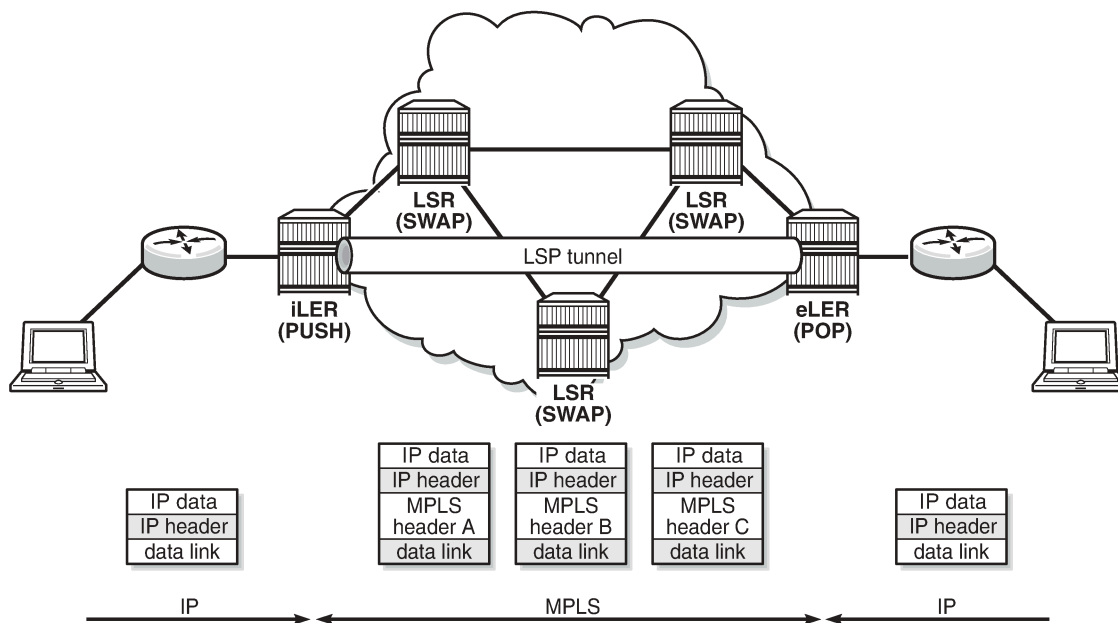 LSR
(SWAP)
LSR
(SWAP)
LSP tunnel
iLER
(PUSH)
eLER
(POP)
LSR
(SWAP)
IP data
IP header
MPLS
header A
data link
IP data
IP header
MPLS
header B
data link
IP data
IP header
MPLS
header C
data link
IP data
IP header
data link
IP data
IP header
data link
IP
MPLS
IP